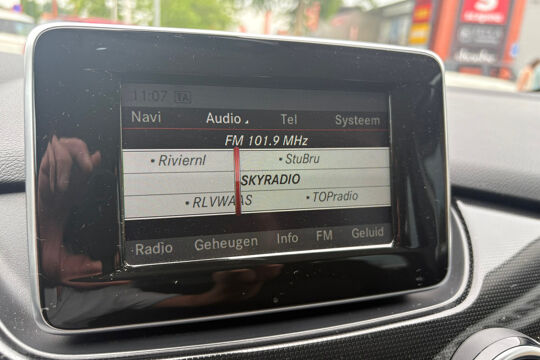 11:07 TA
Navi Audio Tel Systeem
FM 101.9 MHz
• Riviernl • StuBru
SKYRADIO
• RLVWAAS • TOPradio
Radio Geheugen Info FM Geluid